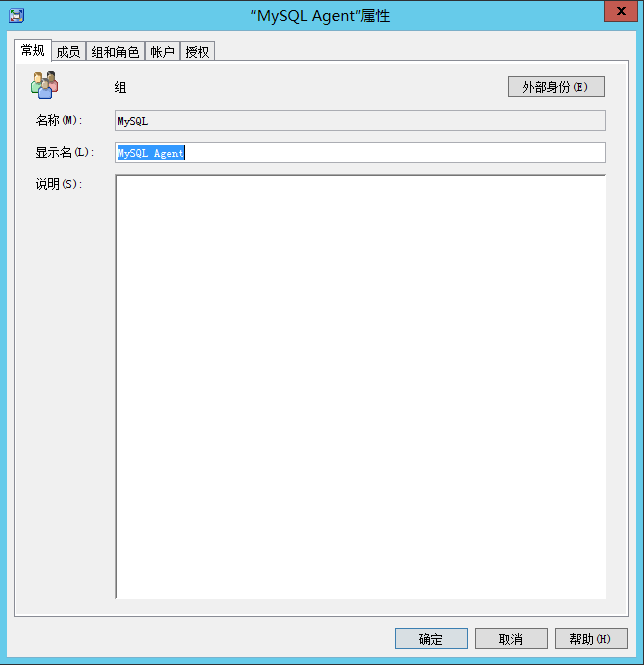 “MySQL Agent”属性
常规 成员 组和角色 帐户 授权
组 外部身份(E)
名称(M): MySQL
显示名(L): MySQL Agent
说明(S):
确定 取消 帮助(H)